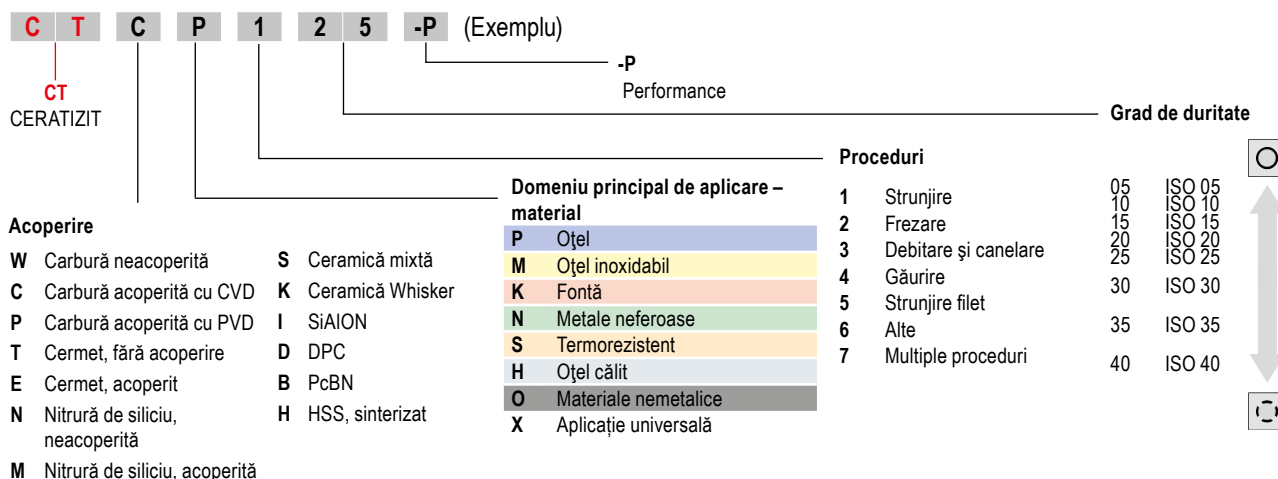 C T C P 1 2 5 -P (Exemplu)
-P
Performance
CT
CERATIZIT
Grad de duritate
05 ISO 05
10 ISO 10
15 ISO 15
20 ISO 20
25 ISO 25
30 ISO 30
35 ISO 35
40 ISO 40
Proceduri
1 Strunjire
2 Frezare
3 Debitare şi canelare
4 Găurire
5 Strunjire filet
6 Alte
7 Multiple proceduri
Domeniu principal de aplicare –
material
P Oţel
M Oţel inoxidabil
K Fontă
N Metale neferoase
S Termorezistent
H Oţel călit
O Materiale nemetalice
X Aplicație universală
Acoperire
W Carbură neacoperită
C Carbură acoperită cu CVD
P Carbură acoperită cu PVD
T Cermet, fără acoperire
E Cermet, acoperit
N Nitrură de siliciu,
neacoperită
M Nitrură de siliciu, acoperită
S Ceramică mixtă
K Ceramică Whisker
I SiAION
D DPC
B PcBN
H HSS, sinterizat